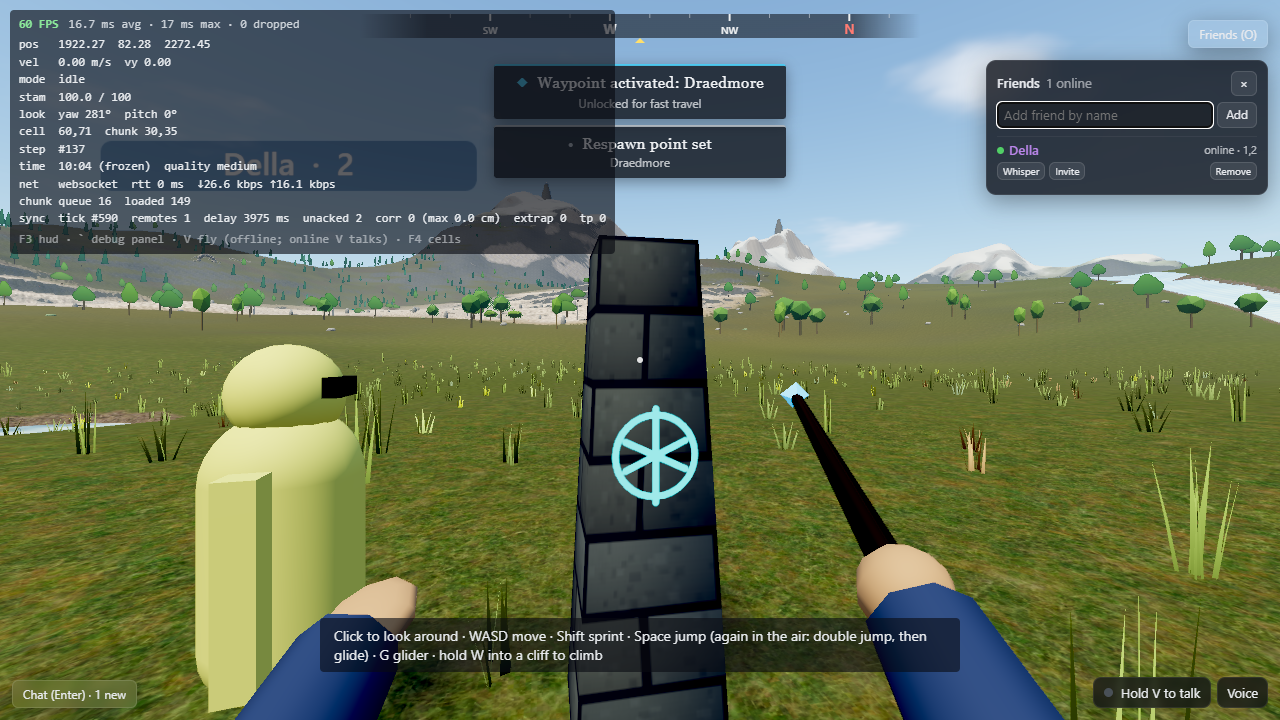 60 FPS 16.7 ms avg · 17 ms max · 0 dropped
pos 1922.27 82.28 2272.45
vel 0.00 m/s vy 0.00
mode idle
stam 100.0 / 100
look yaw 281° pitch 0°
cell 60,71 chunk 30,35
step #137
time 10:04 (frozen) quality medium
net websocket rtt 0 ms ↓26.6 kbps ↑16.1 kbps
chunk queue 16 loaded 149
sync tick #590 remotes 1 delay 3975 ms unacked 2 corr 0 (max 0.0 cm) extrap 0 tp 0
F3 hud · ` debug panel · V fly (offline; online V talks) · F4 cells
Della · 2
SW W NW N
Waypoint activated: Draedmore
Unlocked for fast travel
Respawn point set
Draedmore
Friends (O)
Friends 1 online
×
Add friend by name
Add
Della online · 1,2
Whisper Invite Remove
Click to look around · WASD move · Shift sprint · Space jump (again in the air: double jump, then
glide) · G glider · hold W into a cliff to climb
Chat (Enter) · 1 new
Hold V to talk
Voice